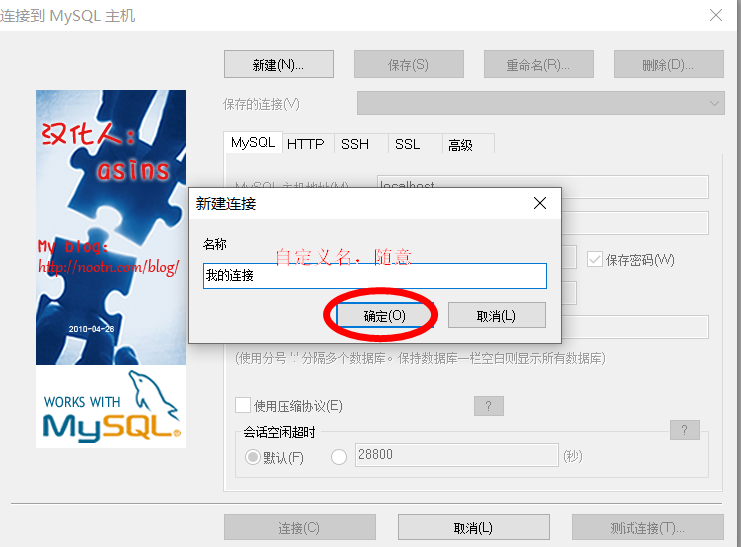 连接到 MySQL 主机
新建(N)...
保存(S)
重命名(R)...
删除(D)...
保存的连接(V)
汉化人：
asins
My blog:
http://nootn.com/blog/
2010-04-26
WORKS WITH
MySQL®
MySQL
HTTP
SSH
SSL
高级
MySQL 主机地址(M)
localhost
新建连接
名称
自定义名，随意
我的连接
确定(O)
取消(L)
保存密码(W)
(使用分号 ';' 分隔多个数据库。保持数据库一栏空白则显示所有数据库)
使用压缩协议(E)
?
会话空闲超时
?
默认(F)
28800
(秒)
连接(C)
取消(L)
测试连接(T)...